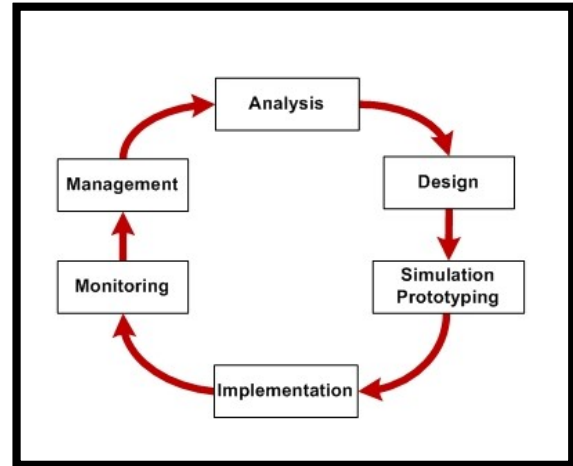 Analysis
Design
Simulation
Prototyping
Implementation
Monitoring
Management